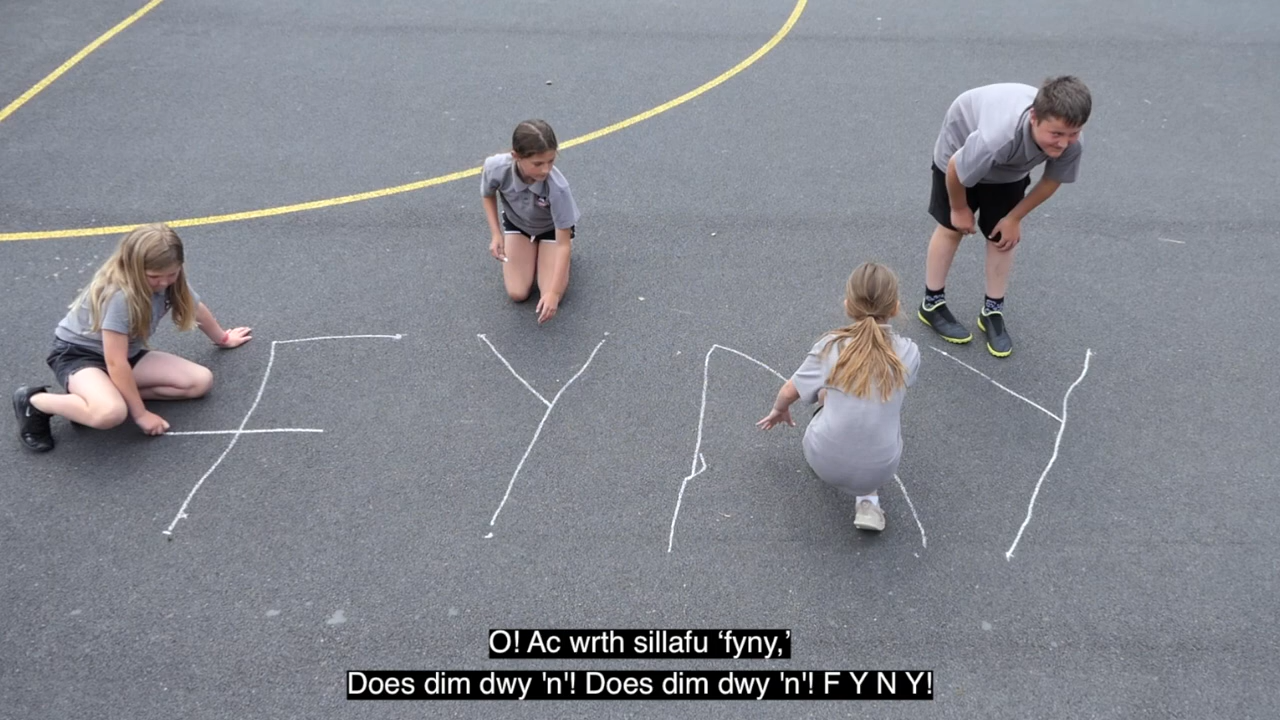 F Y N Y
O! Ac wrth sillafu ‘fyny,’
Does dim dwy 'n'! Does dim dwy 'n'! F Y N Y!